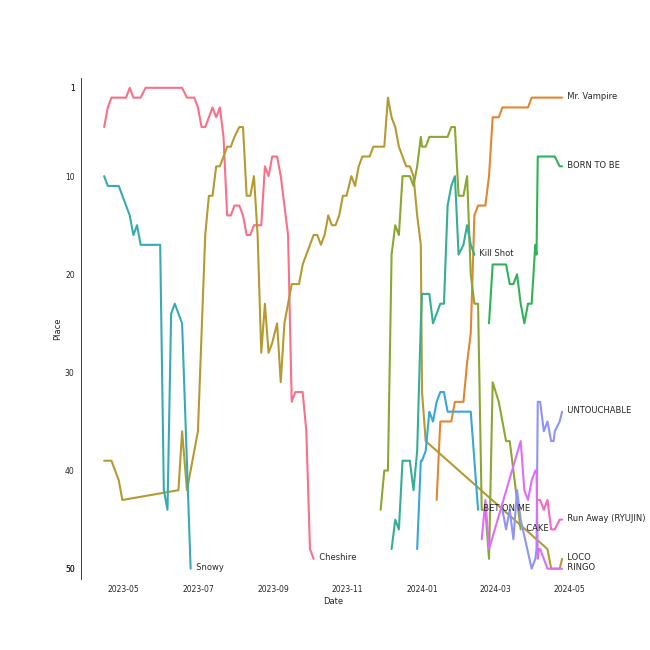 1
Mr. Vampire
BORN TO BE
10
Kill Shot
20
Place
30
UNTOUCHABLE
40
BET ON ME
Run Away (RYUJIN)
CAKE
LOCO
Cheshire
50
Snowy
RINGO
2023-05
2023-07
2023-09
2023-11
2024-01
2024-03
2024-05
Date